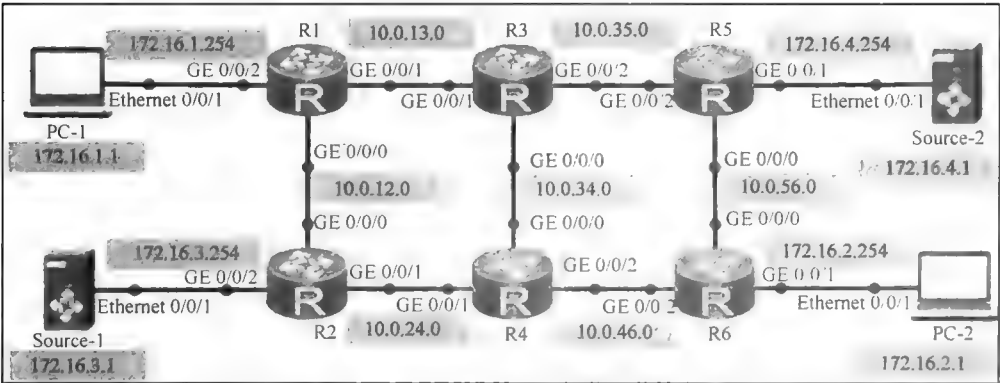 R1 10.0.13.0 R3 10.0.35.0 R5
172.16.1.254 172.16.4.254
GE 0/0/2 GE 0/0/1 GE 0/0/2 GE 0/0/1
Ethernet 0/0/1 GE 0/0/1 GE 0/0/2 Ethernet 0/0/1
PC-1 Source-2
172.16.1.1 GE 0/0/0 GE 0/0/0 GE 0/0/0 172.16.4.1
10.0.12.0 10.0.34.0 10.0.56.0
GE 0/0/0 GE 0/0/0 GE 0/0/0
172.16.3.254 172.16.2.254
GE 0/0/2 GE 0/0/1 GE 0/0/2 GE 0/0/1
Ethernet 0/0/1 GE 0/0/1 GE 0/0/2 Ethernet 0/0/1
Source-1 R2 10.0.24.0 R4 10.0.46.0 R6 PC-2
172.16.3.1 172.16.2.1